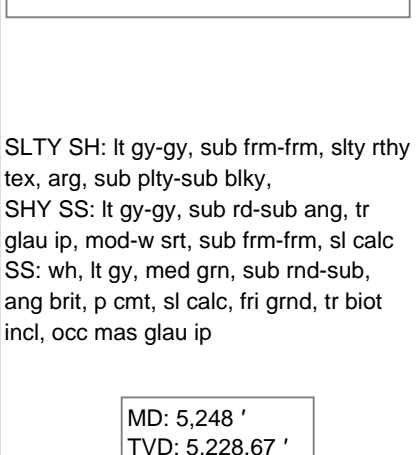 SLTY SH: lt gy-gy, sub frm-frm, slty rthy
tex, arg, sub plty-sub blky,
SHY SS: lt gy-gy, sub rd-sub ang, tr
glau ip, mod-w srt, sub frm-frm, sl calc
SS: wh, lt gy, med grn, sub rnd-sub,
ang brit, p cmt, sl calc, fri grnd, tr biot
incl, occ mas glau ip
MD: 5,248 '
TVD: 5,228.67 '